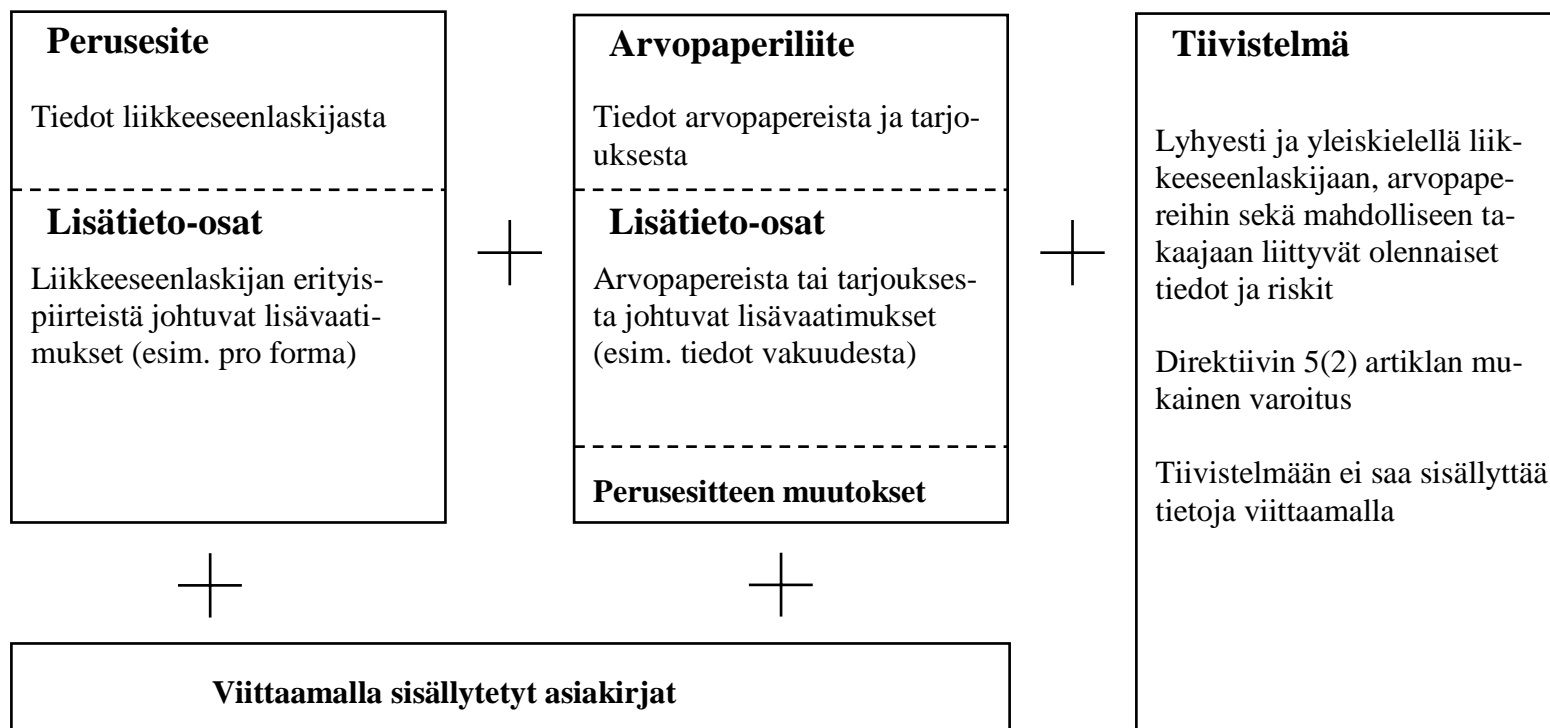 Perusesite
Tiedot liikkeeseenlaskijasta
Lisätieto-osat
Liikkeeseenlaskijan erityis-
piirteistä johtuvat lisävaati-
mukset (esim. pro forma)
Arvopaperiliite
Tiedot arvopapereista ja tarjo-
uksesta
Lisätieto-osat
Arvopapereista tai tarjoukses-
ta johtuvat lisävaatimukset
(esim. tiedot vakuudesta)
Perusesitteen muutokset
Tiivistelmä
Lyhyesti ja yleiskielellä liik-
keeseenlaskijaan, arvopape-
reihin sekä mahdolliseen ta-
kaajaan liittyvät olennaiset
tiedot ja riskit
Direktiivin 5(2) artiklan mu-
kainen varoitus
Tiivistelmään ei saa sisällyttää
tietoja viittaamalla
Viittaamalla sisällytetyt asiakirjat